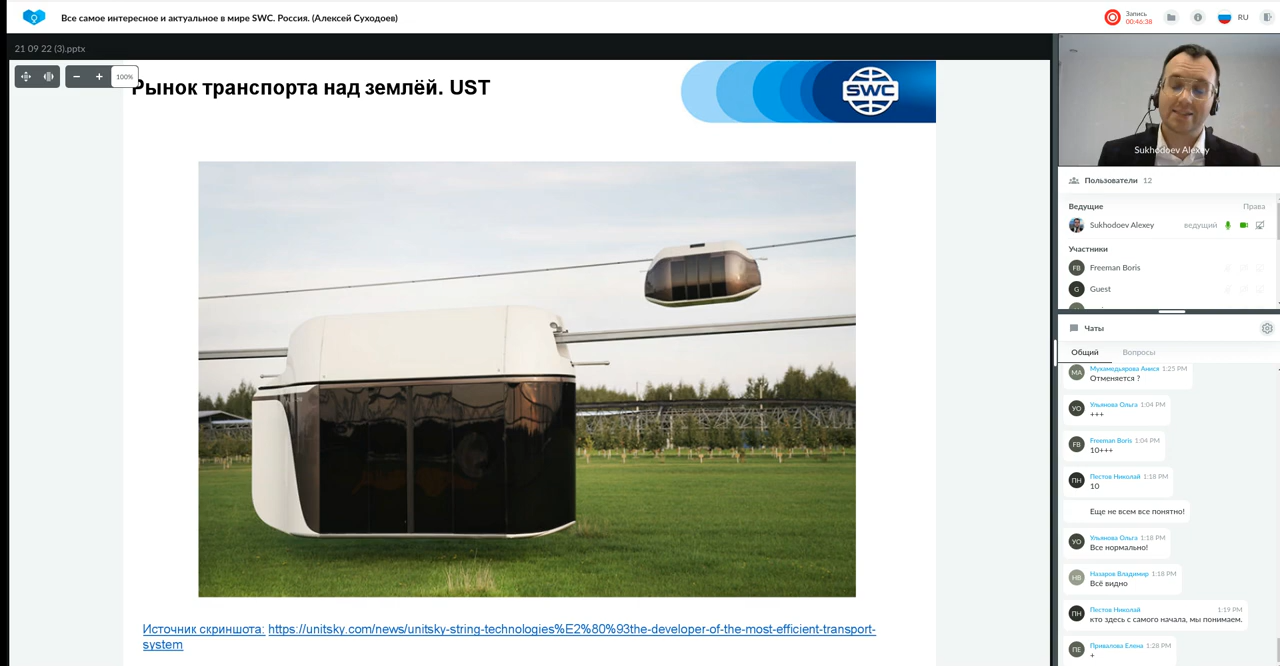 Все самое интересное и актуальное в мире SWC. Россия. (Алексей Суходоев)
Запись
00:46:38
RU
21 09 22 (3).pptx
100%
Рынок транспорта над землёй. UST
SWC
Источник скриншота: https://unitsky.com/news/unitsky-string-technologies%E2%80%93the-developer-of-the-most-efficient-transport-
system
Sukhodoev Alexey
Пользователи 12
Ведущие Права
Sukhodoev Alexey ведущий
Участники
FB Freeman Boris
G Guest
Чаты
Общий Вопросы
МА Мухамедьярова Аниса 1:25 PM
Отменяется ?
УО Ульянова Ольга 1:04 PM
+++
FB Freeman Boris 1:04 PM
10+++
ПН Пестов Николай 1:18 PM
10
Еще не всем все понятно!
УО Ульянова Ольга 1:18 PM
Все нормально!
НВ Назаров Владимир 1:18 PM
Всё видно
ПН Пестов Николай 1:19 PM
кто здесь с самого начала, мы понимаем.
ПЕ Привалова Елена 1:28 PM
+